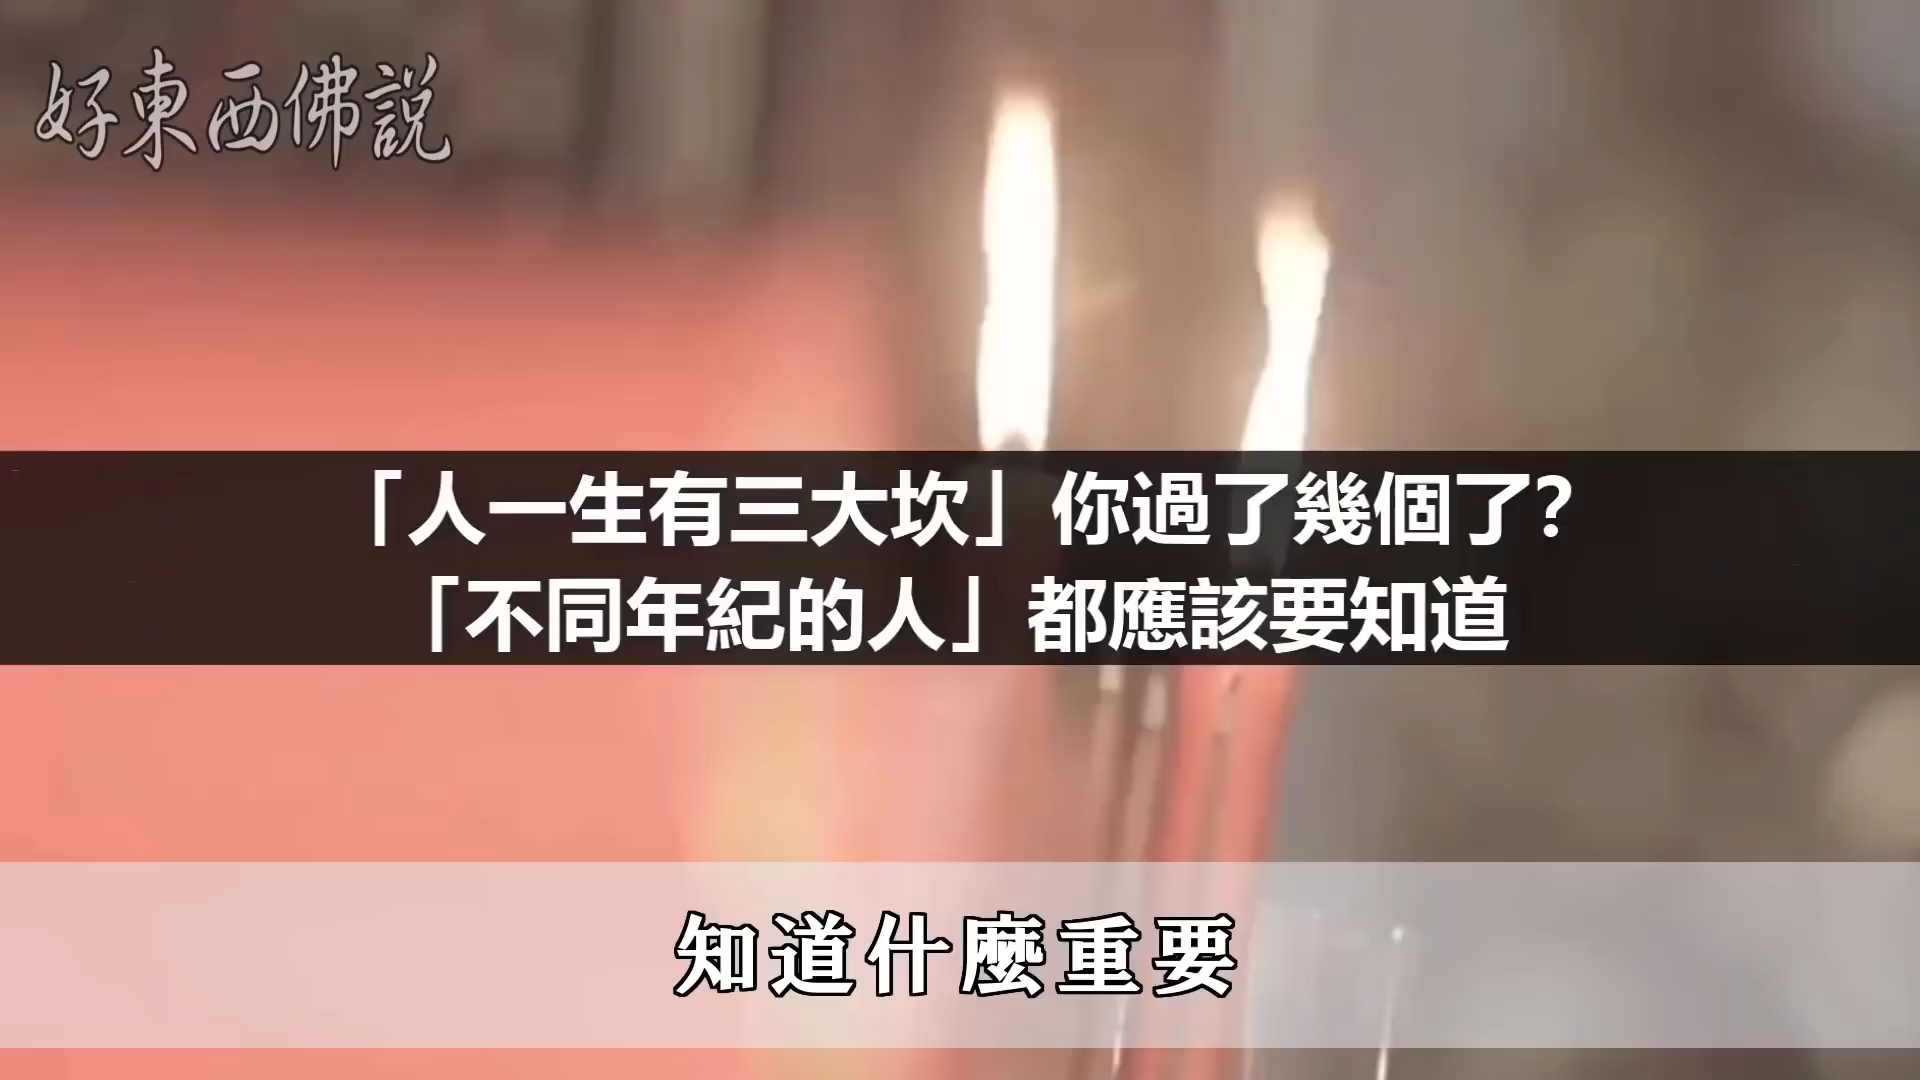 好東西佛説
「人一生有三大坎」你過了幾個了?
「不同年紀的人」都應該要知道
知道什麼重要